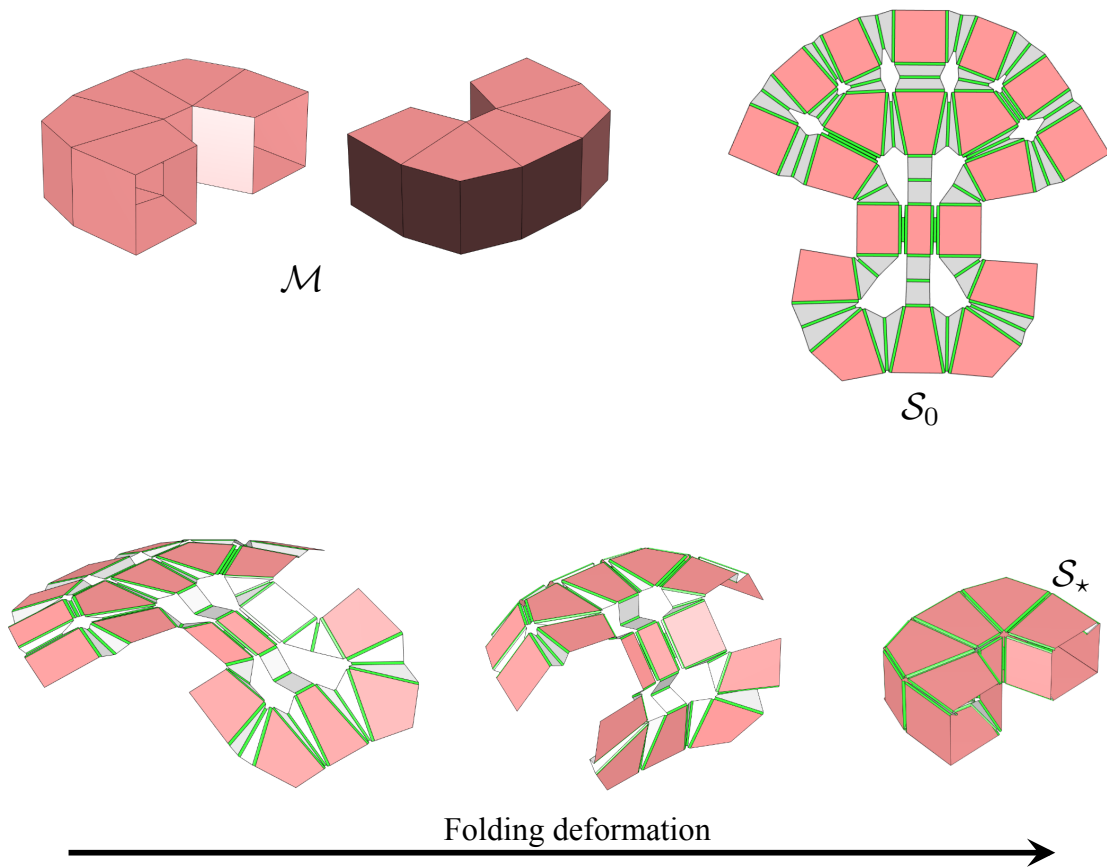 ℳ
𝒮₀
𝒮⋆
Folding deformation